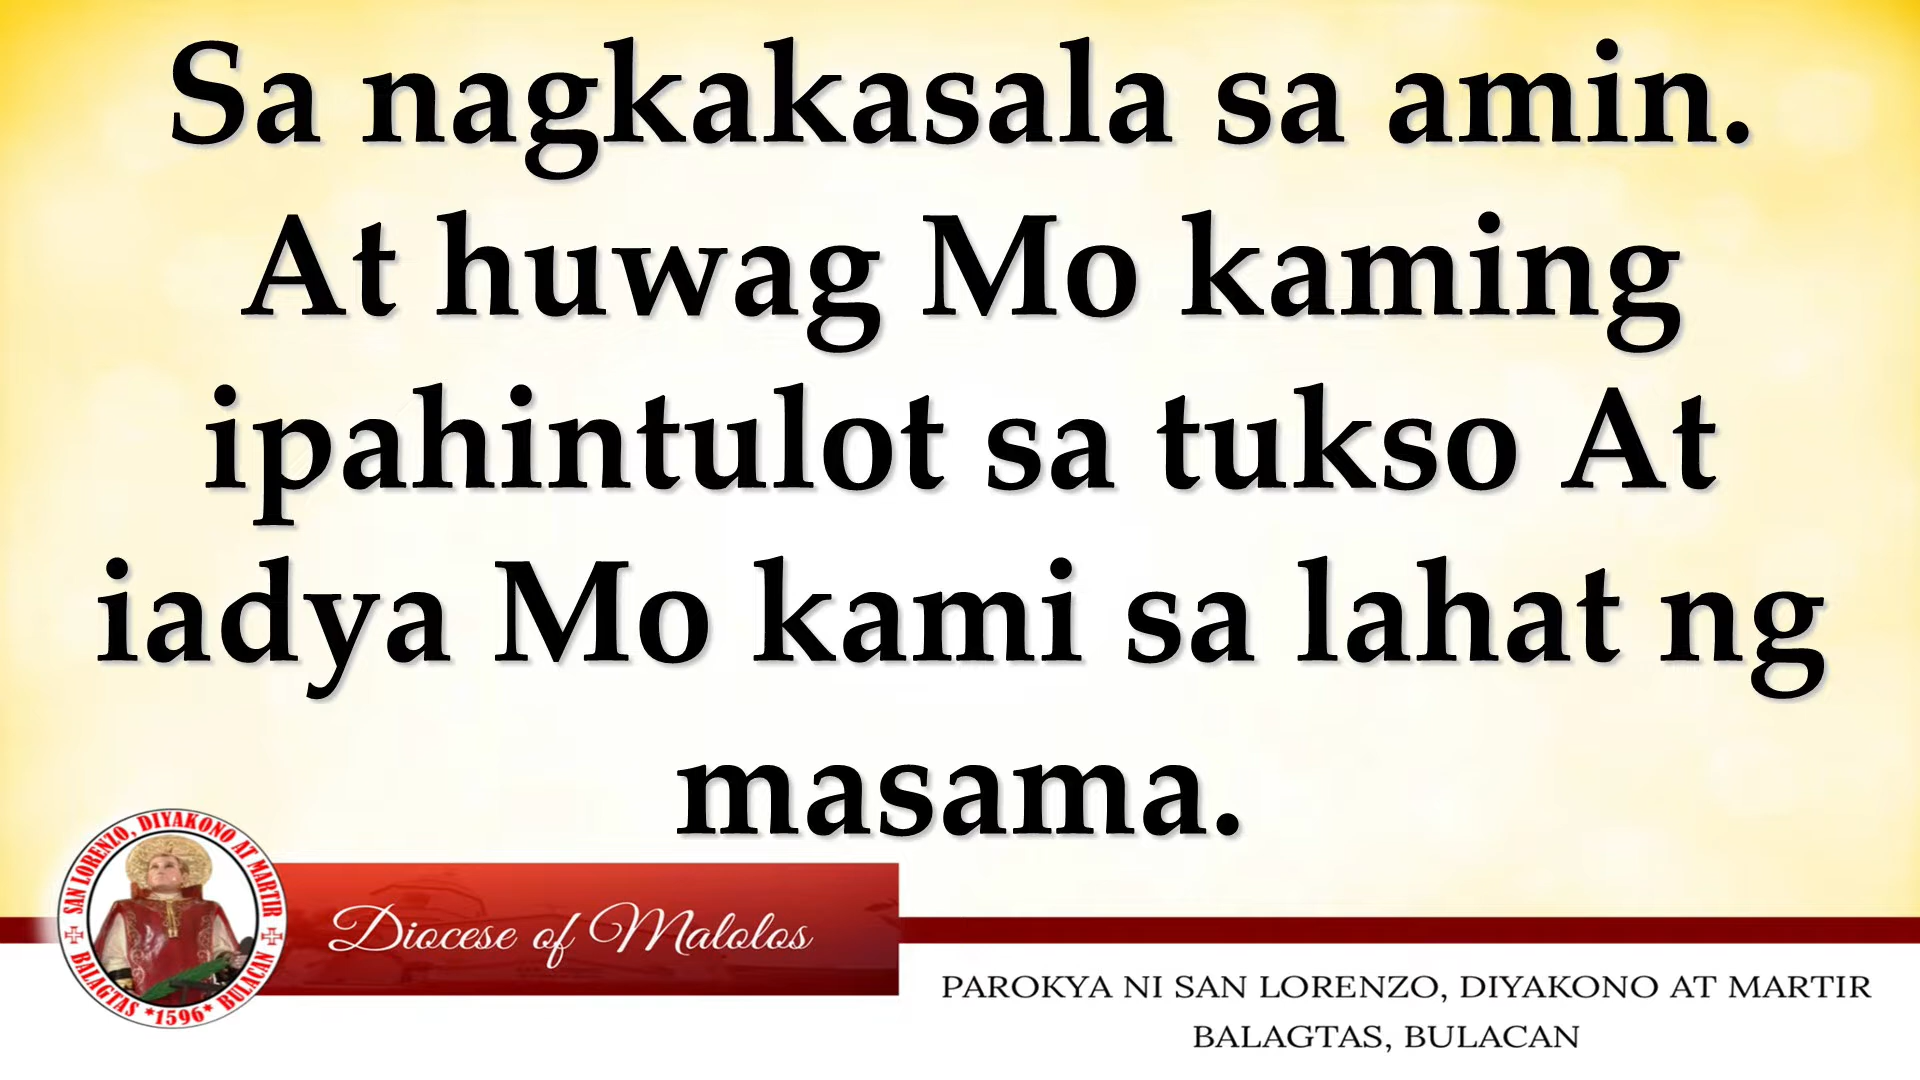 Sa nagkakasala sa amin.
At huwag Mo kaming
ipahintulot sa tukso At
iadya Mo kami sa lahat ng
masama.
SAN LORENZO, DIYAKONO AT MARTIR
BALAGTAS *1596* BULACAN
Diocese of Malolos
PAROKYA NI SAN LORENZO, DIYAKONO AT MARTIR
BALAGTAS, BULACAN